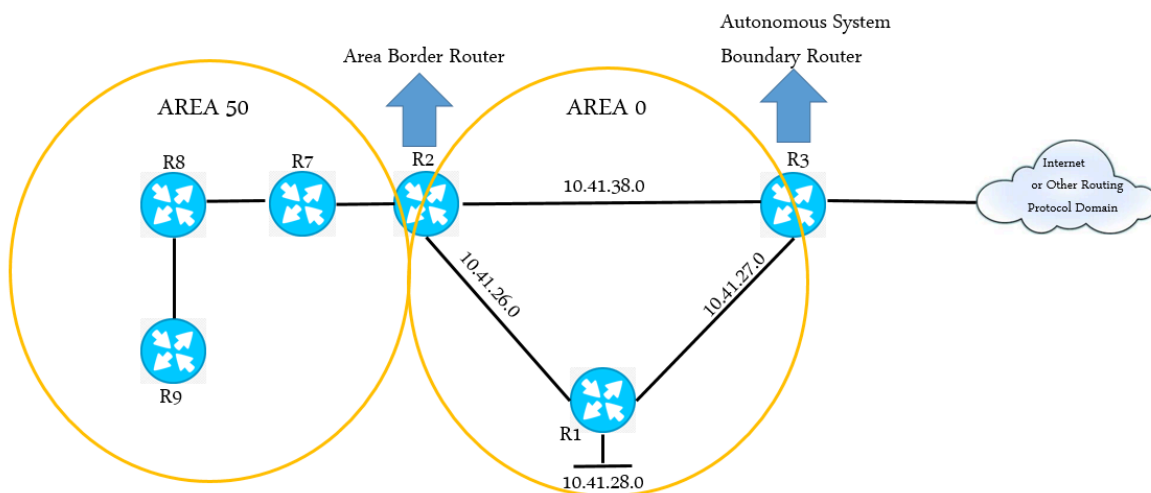 Autonomous System
Boundary Router
Area Border Router
AREA 50
AREA 0
R8
R7
R2
R3
10.41.38.0
Internet
or Other Routing
Protocol Domain
10.41.26.0
10.41.27.0
R9
R1
10.41.28.0